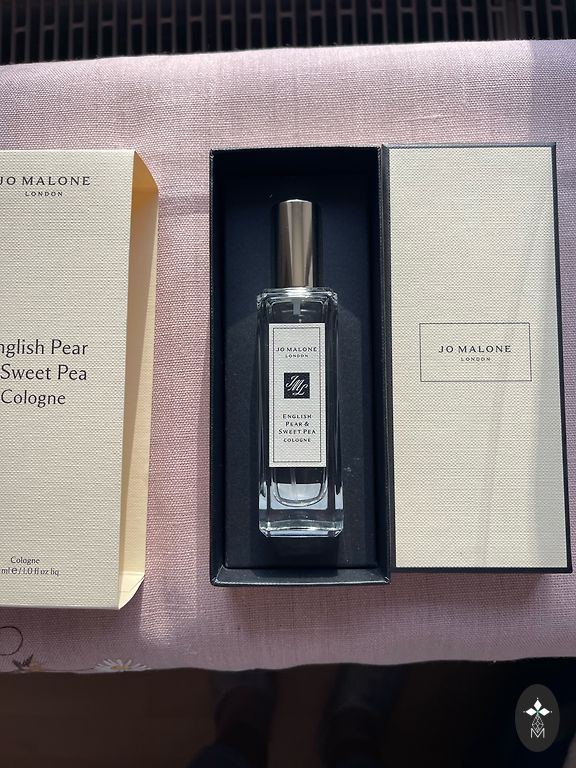 JO MALONE
LONDON
nglish Pear
Sweet Pea
Cologne
Cologne
ml e / 1.0 fl oz liq
JO MALONE
LONDON
JML
ENGLISH
PEAR &
SWEET PEA
COLOGNE
JO MALONE
LONDON
M